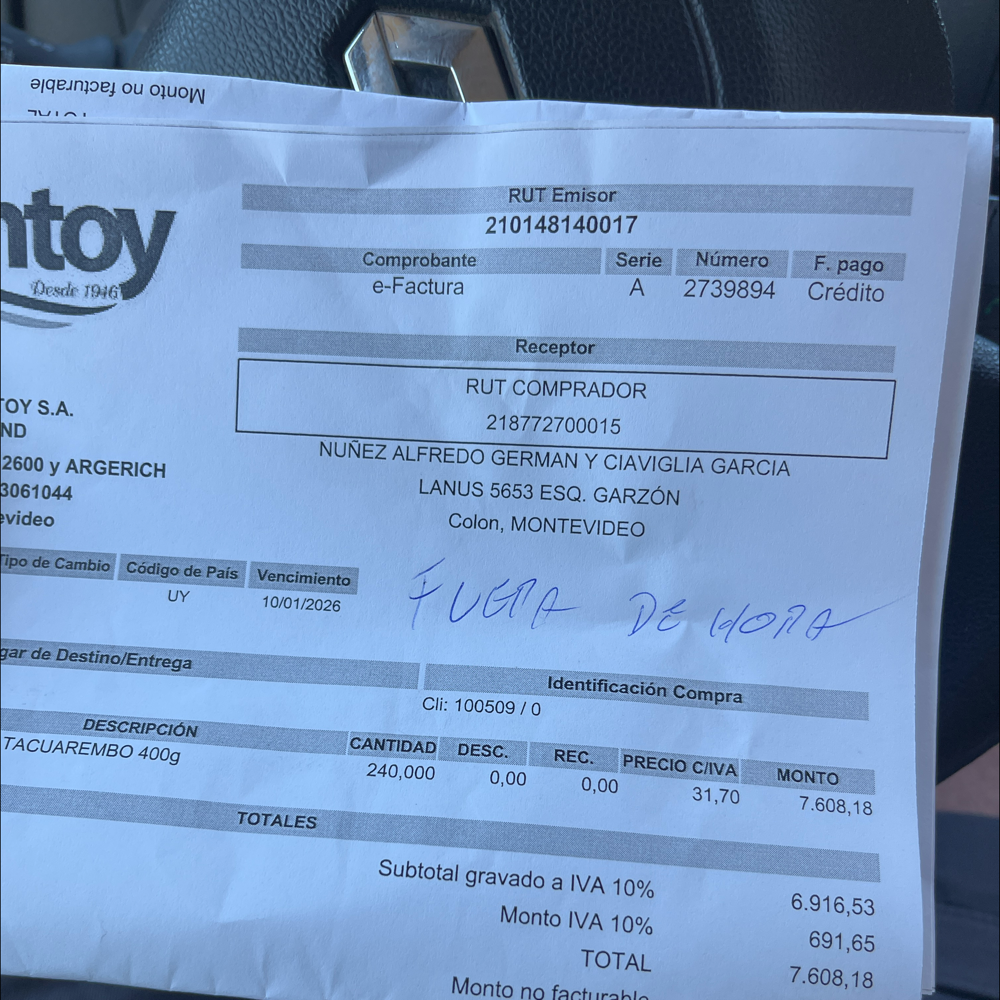 Monto no facturable
TOTAL
ntoy
Desde 1946
RUT Emisor
210148140017
Comprobante Serie Número F. pago
e-Factura A 2739894 Crédito
Receptor
RUT COMPRADOR
218772700015
NUÑEZ ALFREDO GERMAN Y CIAVIGLIA GARCIA
LANUS 5653 ESQ. GARZÓN
Colon, MONTEVIDEO
TOY S.A.
ND
2600 y ARGERICH
3061044
evideo
Tipo de Cambio Código de País Vencimiento
UY 10/01/2026
FUERA DE HORA
gar de Destino/Entrega
Identificación Compra
Cli: 100509 / 0
DESCRIPCIÓN CANTIDAD DESC. REC. PRECIO C/IVA MONTO
TACUAREMBO 400g 240,000 0,00 0,00 31,70 7.608,18
TOTALES
Subtotal gravado a IVA 10% 6.916,53
Monto IVA 10% 691,65
TOTAL 7.608,18
Monto no facturable